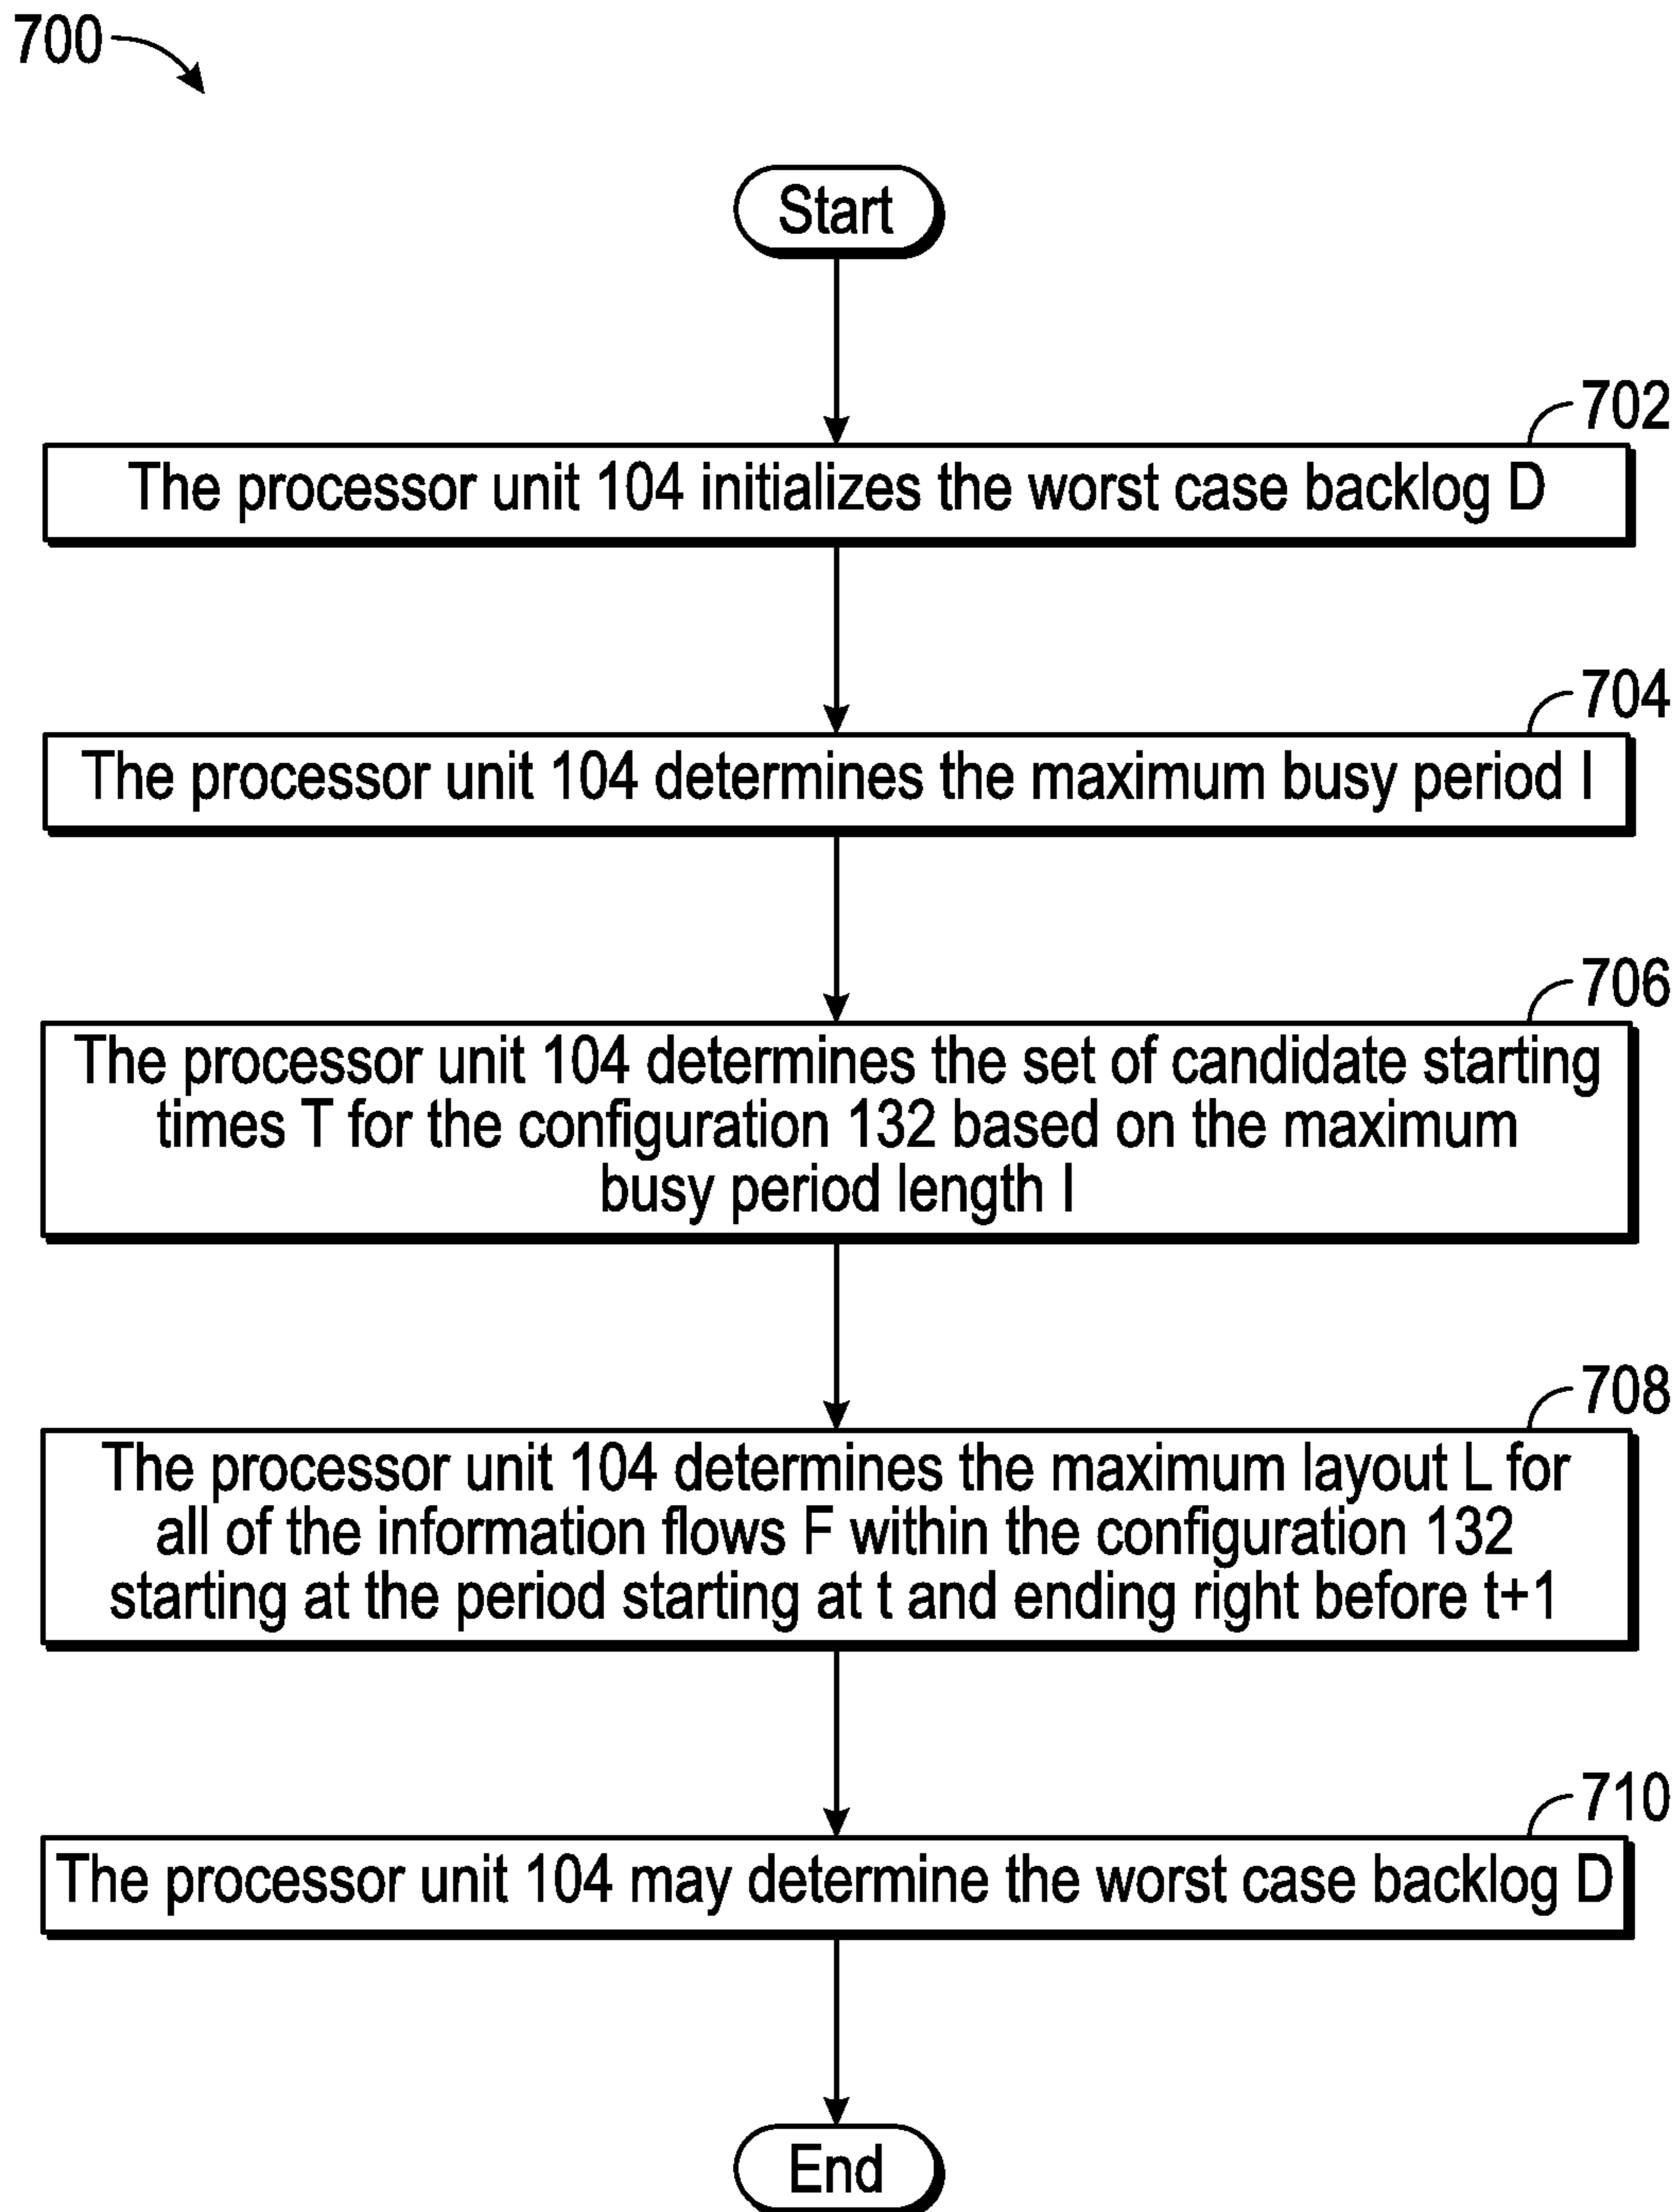 700
Start
702
The processor unit 104 initializes the worst case backlog D
704
The processor unit 104 determines the maximum busy period l
706
The processor unit 104 determines the set of candidate starting
times T for the configuration 132 based on the maximum
busy period length l
708
The processor unit 104 determines the maximum layout L for
all of the information flows F within the configuration 132
starting at the period starting at t and ending right before t+1
710
The processor unit 104 may determine the worst case backlog D
End